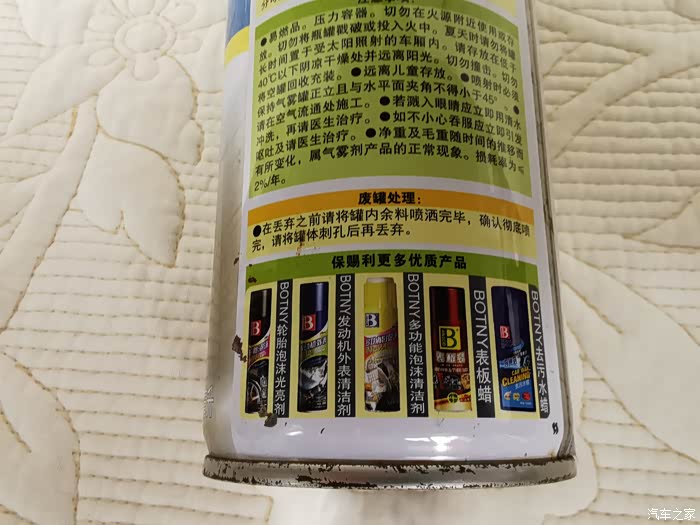 ●易燃品。压力容器。切勿在火源附近使用或存
放。切勿将瓶罐戳破或投入火中。夏天时请勿将罐
长时间置于受太阳照射的车厢内。请存放在低于
40℃以下阴凉干燥处并远离阳光。切勿撞击。切勿
将空罐回收充装。●远离儿童存放。●喷射时必须
保持气雾罐正立且与水平面夹角不得小于45°。●
请在空气流通处施工。●若溅入眼睛应立即用清水
冲洗，再请医生治疗。●如不小心吞服应立即引发
呕吐及请医生治疗。●净重及毛重随时间的推移而
有所变化，属气雾剂产品的正常现象。损耗率为≤
2%/年。
废罐处理：
●在丢弃之前请将罐内余料喷洒完毕，确认彻底喷
完，请将罐体刺孔后再丢弃。
保赐利更多优质产品
BOTNY轮胎泡沫光亮剂
BOTNY发动机外表清洁剂
BOTNY多功能泡沫清洁剂
BOTNY表板蜡
BOTNY去污水蜡
B
B
B
B
表板蜡
B
CLEANING
汽车之家